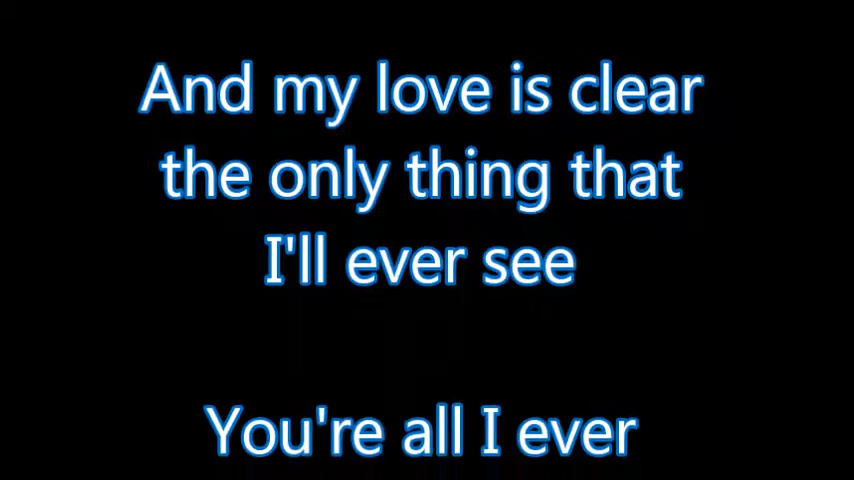 And my love is clear
the only thing that
I'll ever see
You're all I ever